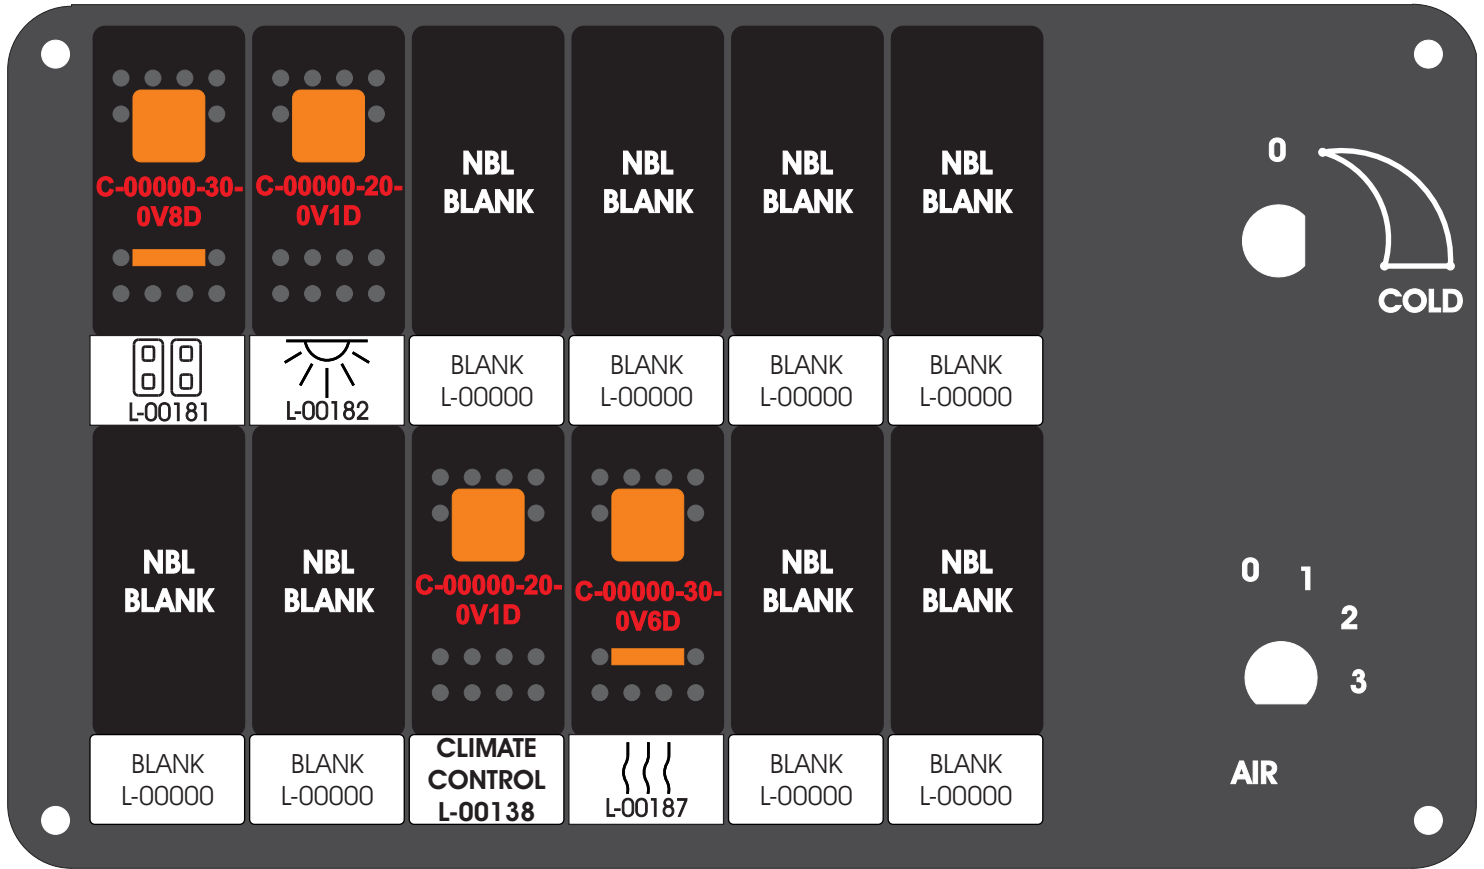 C-00000-30-
0V8D
C-00000-20-
0V1D
NBL
BLANK
NBL
BLANK
NBL
BLANK
NBL
BLANK
0
COLD
L-00181
L-00182
BLANK
L-00000
BLANK
L-00000
BLANK
L-00000
BLANK
L-00000
NBL
BLANK
NBL
BLANK
C-00000-20-
0V1D
C-00000-30-
0V6D
NBL
BLANK
NBL
BLANK
0
1
2
3
AIR
BLANK
L-00000
BLANK
L-00000
CLIMATE
CONTROL
L-00138
L-00187
BLANK
L-00000
BLANK
L-00000